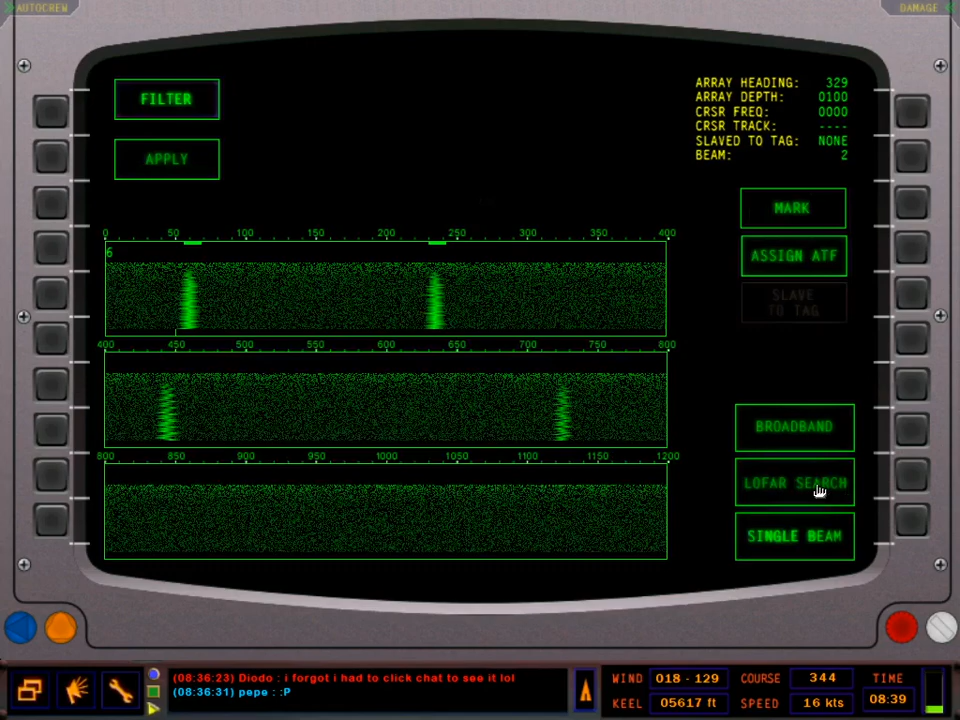 AUTOCREW
DAMAGE
FILTER
APPLY
ARRAY HEADING: 329
ARRAY DEPTH: 0100
CRSR FREQ: 0000
CRSR TRACK: ----
SLAVED TO TAG: NONE
BEAM: 2
MARK
ASSIGN ATF
SLAVE
TO TAG
0 50 100 150 200 250 300 350 400
6
400 450 500 550 600 650 700 750 800
800 850 900 950 1000 1050 1100 1150 1200
BROADBAND
LOFAR SEARCH
SINGLE BEAM
(08:36:23) Diodo : i forgot i had to click chat to see it lol
(08:36:31) pepe : :P
WIND 018 - 129 COURSE 344 TIME
KEEL 05617 ft SPEED 16 kts 08:39